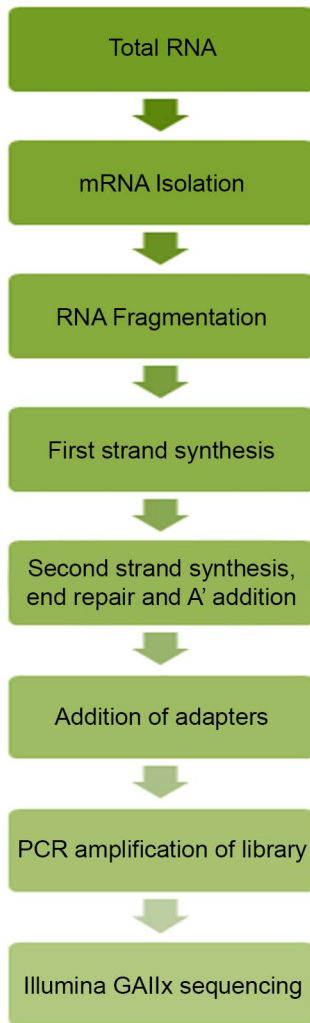 Total RNA
mRNA Isolation
RNA Fragmentation
First strand synthesis
Second strand synthesis,
end repair and A’ addition
Addition of adapters
PCR amplification of library
Illumina GAIIx sequencing